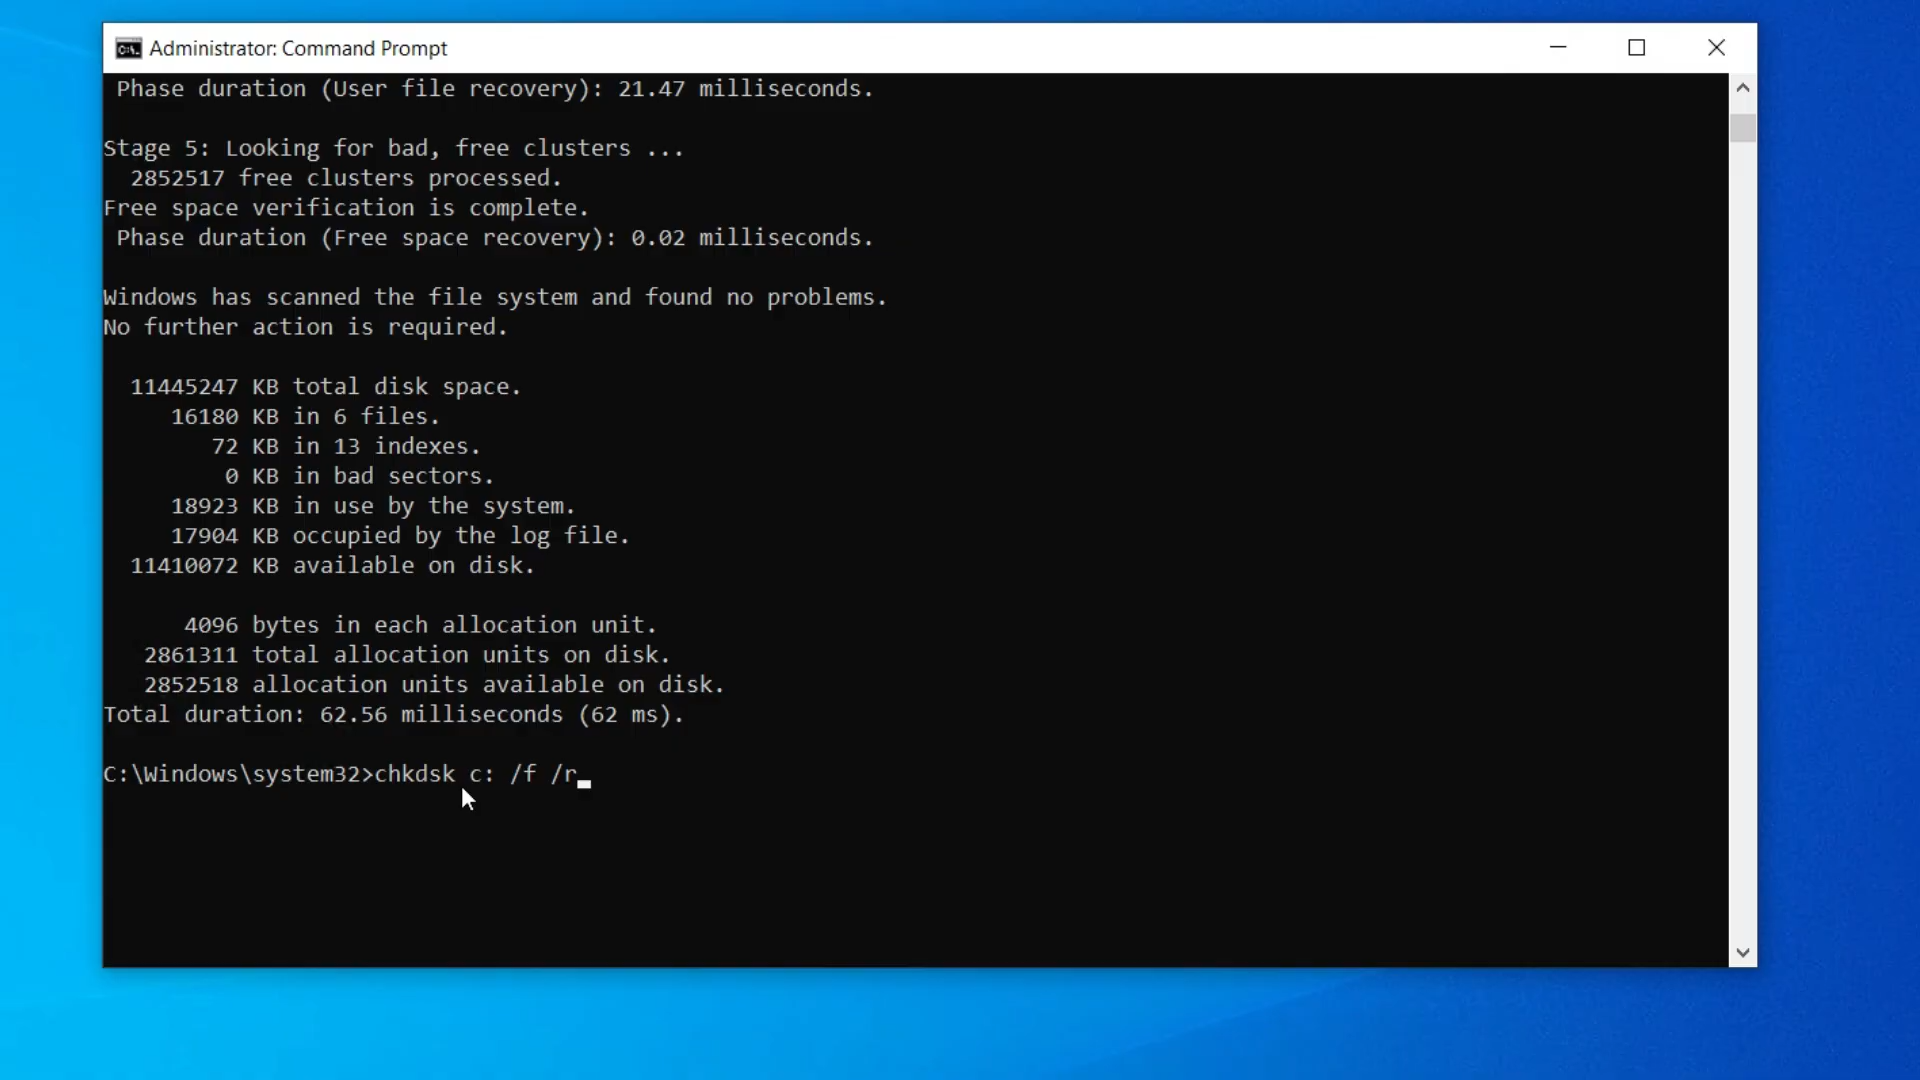 Administrator: Command Prompt
Phase duration (User file recovery): 21.47 milliseconds.
Stage 5: Looking for bad, free clusters ...
2852517 free clusters processed.
Free space verification is complete.
Phase duration (Free space recovery): 0.02 milliseconds.
Windows has scanned the file system and found no problems.
No further action is required.
11445247 KB total disk space.
16180 KB in 6 files.
72 KB in 13 indexes.
0 KB in bad sectors.
18923 KB in use by the system.
17904 KB occupied by the log file.
11410072 KB available on disk.
4096 bytes in each allocation unit.
2861311 total allocation units on disk.
2852518 allocation units available on disk.
Total duration: 62.56 milliseconds (62 ms).
C:\Windows\system32>chkdsk c: /f /r